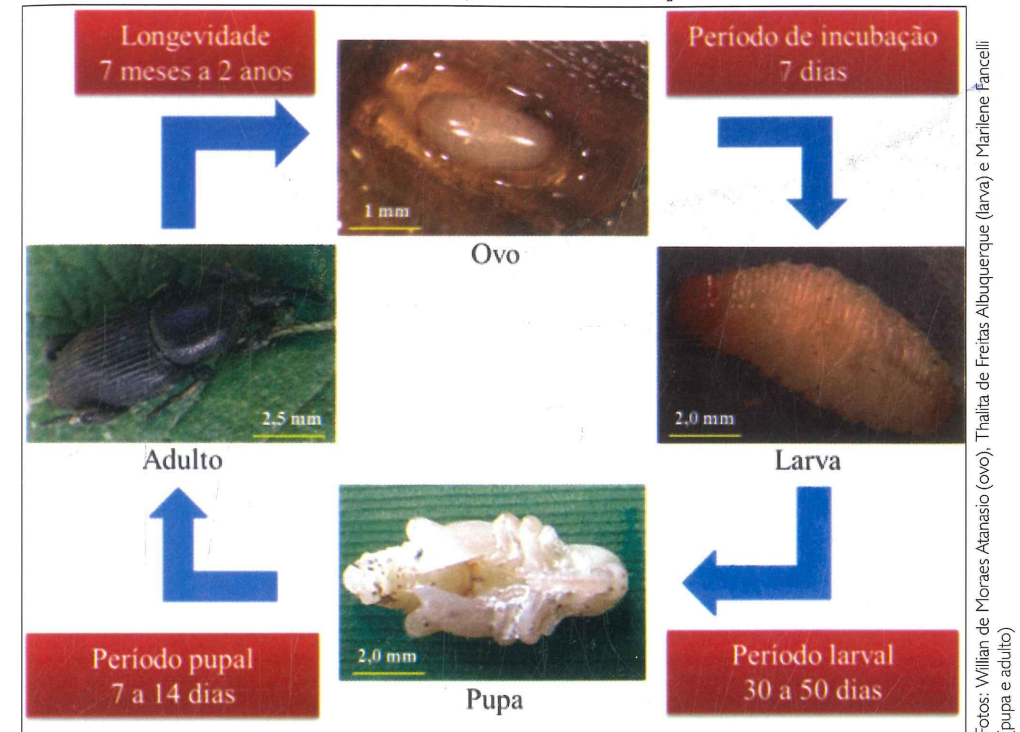 Longevidade
7 meses a 2 anos
Período de incubação
7 dias
1 mm
Ovo
2,5 mm
Adulto
2,0 mm
Larva
2,0 mm
Pupa
Período pupal
7 a 14 dias
Período larval
30 a 50 dias
Fotos: Willian de Moraes Atanasio (ovo), Thalita de Freitas Albuquerque (larva) e Marilene Fancelli
(pupa e adulto)